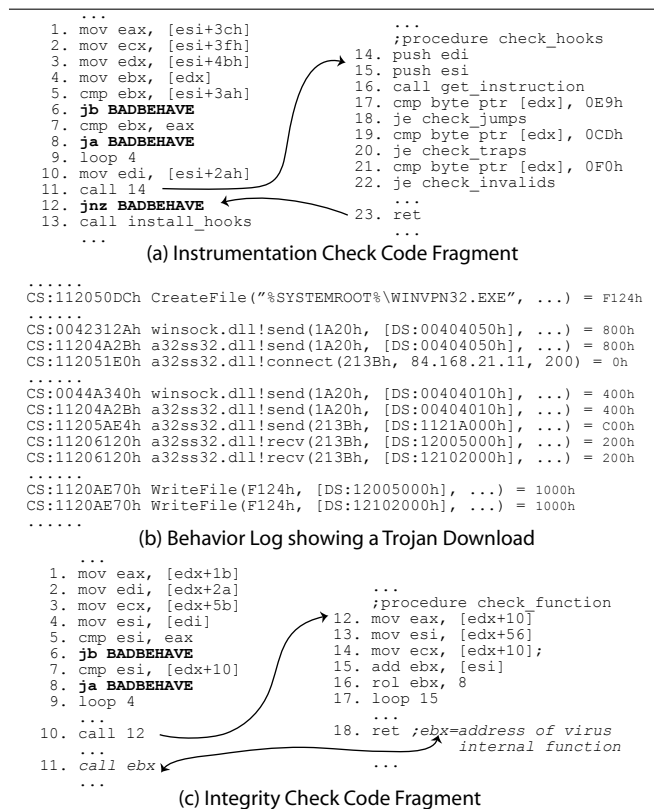 ...
1. mov eax, [esi+3ch]
2. mov ecx, [esi+3fh]
3. mov edx, [esi+4bh]
4. mov ebx, [edx]
5. cmp ebx, [esi+3ah]
6. jb BADBEHAVE
7. cmp ebx, eax
8. ja BADBEHAVE
9. loop 4
10. mov edi, [esi+2ah]
11. call 14
12. jnz BADBEHAVE
13. call install_hooks
...
...
;procedure check_hooks
14. push edi
15. push esi
16. call get_instruction
17. cmp byte ptr [edx], 0E9h
18. je check_jumps
19. cmp byte ptr [edx], 0CDh
20. je check_traps
21. cmp byte ptr [edx], 0F0h
22. je check_invalids
...
23. ret
...
(a) Instrumentation Check Code Fragment
......
CS:112050DCh CreateFile("%SYSTEMROOT%\WINVPN32.EXE", ...) = F124h
......
CS:0042312Ah winsock.dll!send(1A20h, [DS:00404050h], ...) = 800h
CS:11204A2Bh a32ss32.dll!send(1A20h, [DS:00404050h], ...) = 800h
CS:112051E0h a32ss32.dll!connect(213Bh, 84.168.21.11, 200) = 0h
......
CS:0044A340h winsock.dll!send(1A20h, [DS:00404010h], ...) = 400h
CS:11204A2Bh a32ss32.dll!send(1A20h, [DS:00404010h], ...) = 400h
CS:11205AE4h a32ss32.dll!send(213Bh, [DS:1121A000h], ...) = C00h
CS:11206120h a32ss32.dll!recv(213Bh, [DS:12005000h], ...) = 200h
CS:11206120h a32ss32.dll!recv(213Bh, [DS:12102000h], ...) = 200h
......
CS:1120AE70h WriteFile(F124h, [DS:12005000h], ...) = 1000h
CS:1120AE70h WriteFile(F124h, [DS:12102000h], ...) = 1000h
......
(b) Behavior Log showing a Trojan Download
...
1. mov eax, [edx+1b]
2. mov edi, [edx+2a]
3. mov ecx, [edx+5b]
4. mov esi, [edi]
5. cmp esi, eax
6. jb BADBEHAVE
7. cmp esi, [edx+10]
8. ja BADBEHAVE
9. loop 4
...
10. call 12
...
11. call ebx
...
...
;procedure check_function
12. mov eax, [edx+10]
13. mov esi, [edx+56]
14. mov ecx, [edx+10];
15. add ebx, [esi]
16. rol ebx, 8
17. loop 15
...
18. ret ;ebx=address of virus
internal function
...
(c) Integrity Check Code Fragment